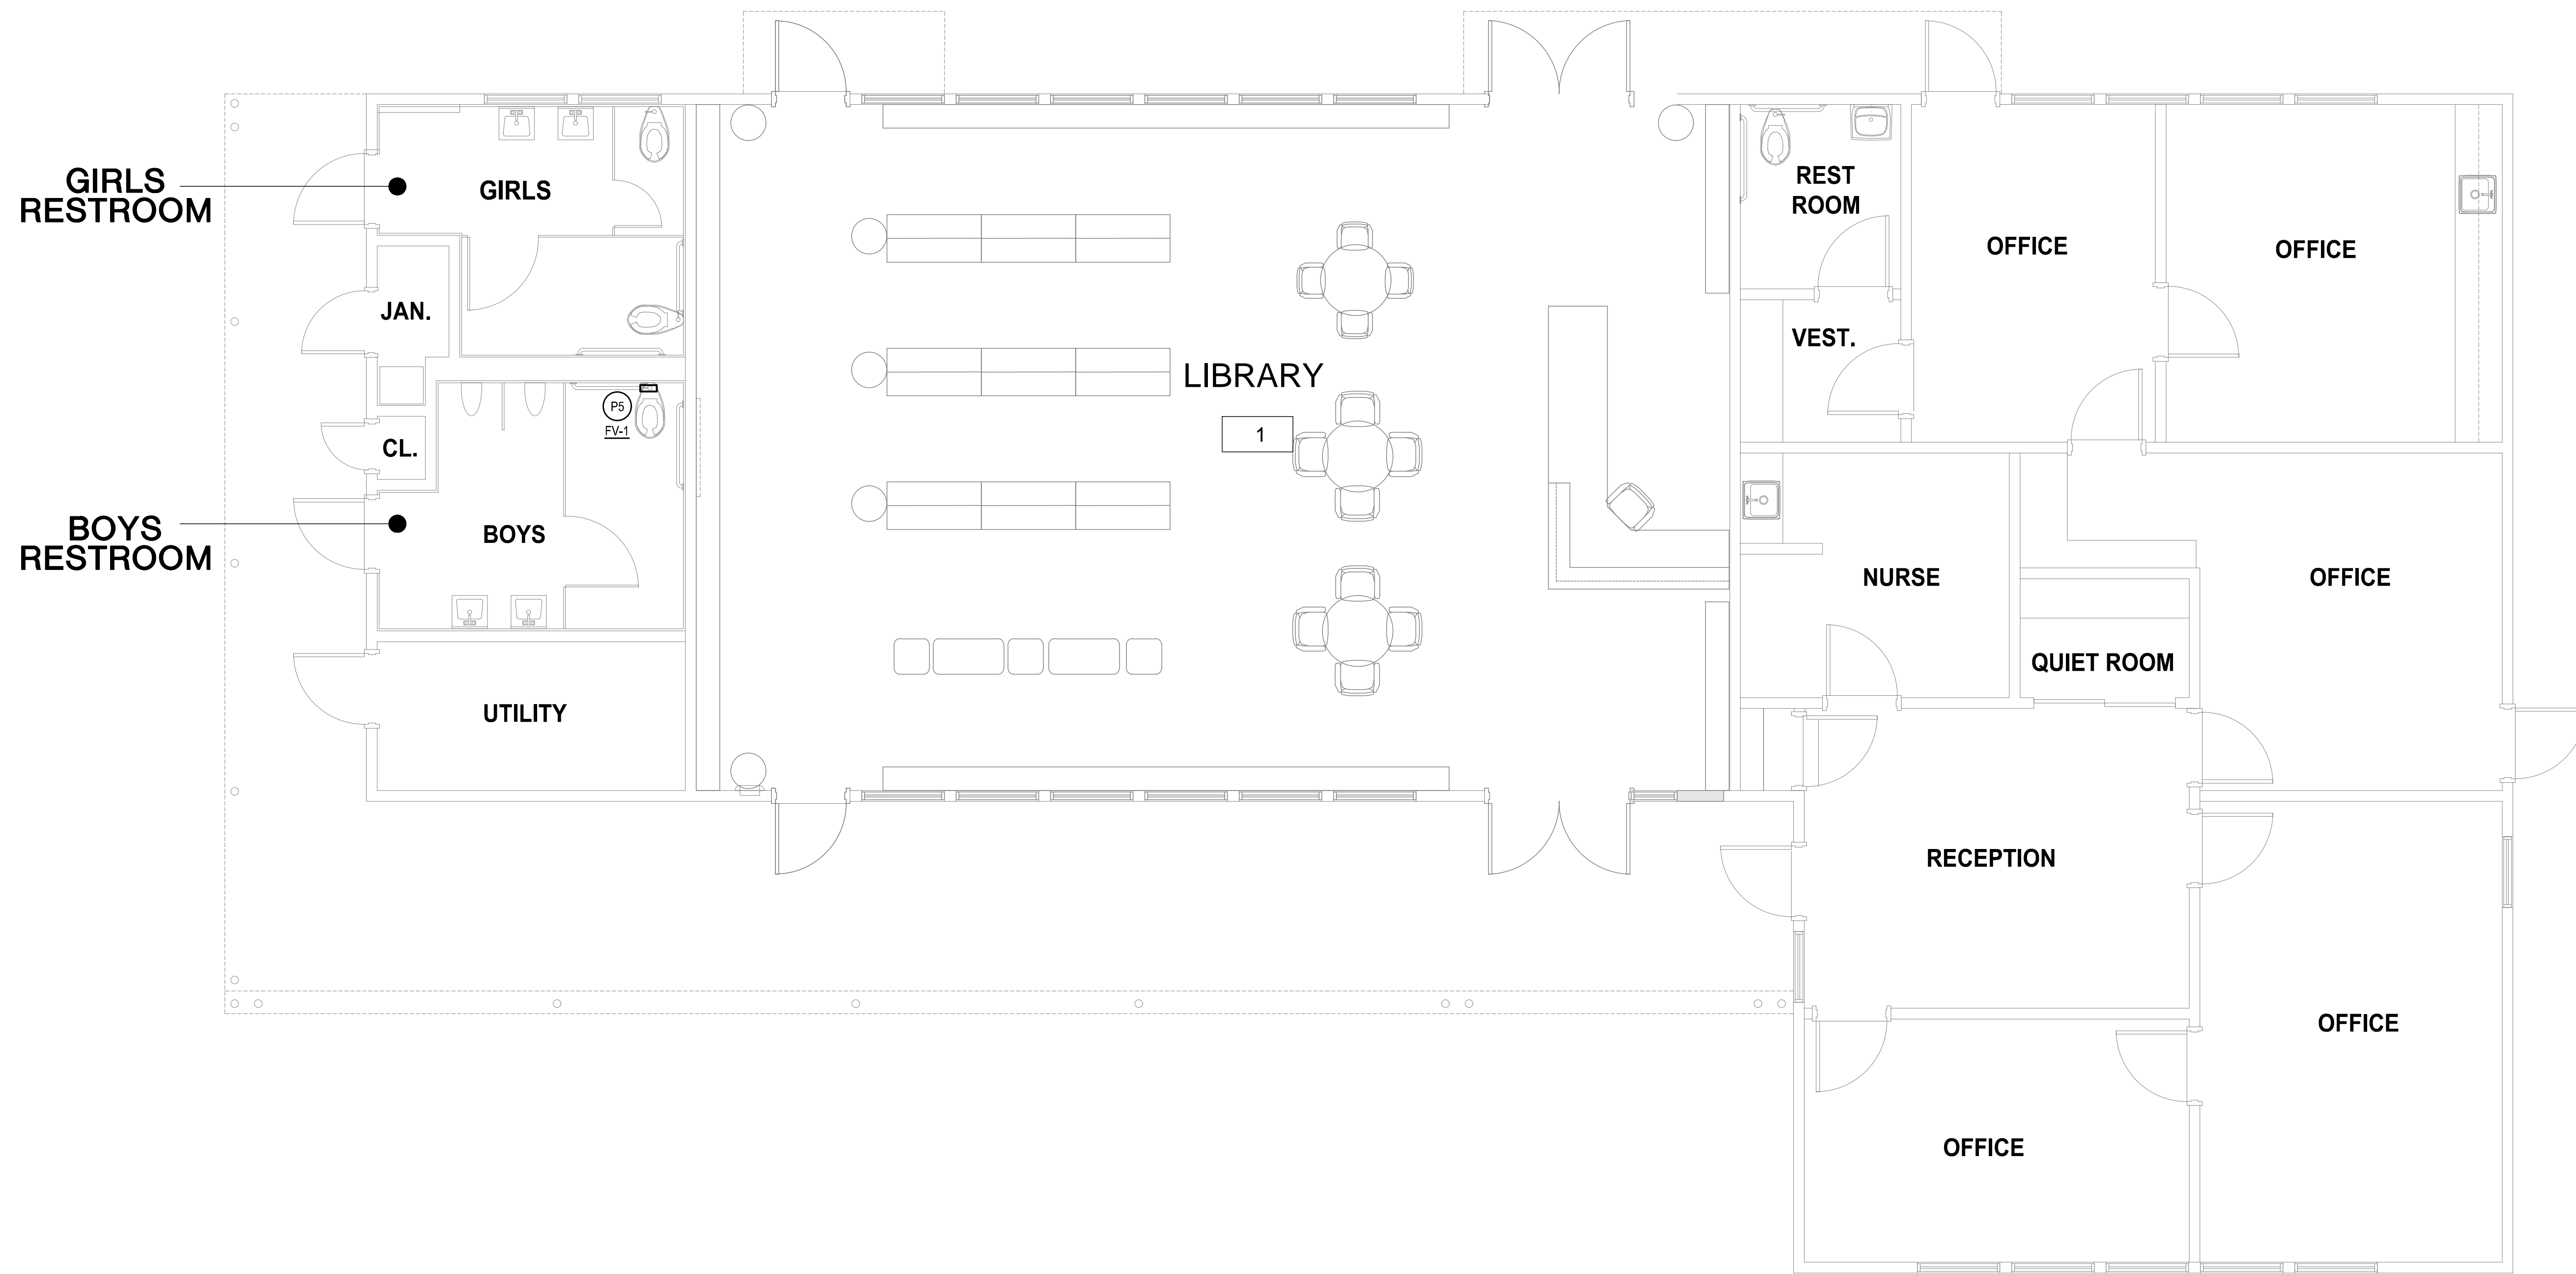 GIRLS
RESTROOM
GIRLS
JAN.
P5
FV-1
CL.
BOYS
RESTROOM
BOYS
UTILITY
LIBRARY
1
REST
ROOM
VEST.
OFFICE
OFFICE
NURSE
QUIET ROOM
OFFICE
RECEPTION
OFFICE
OFFICE